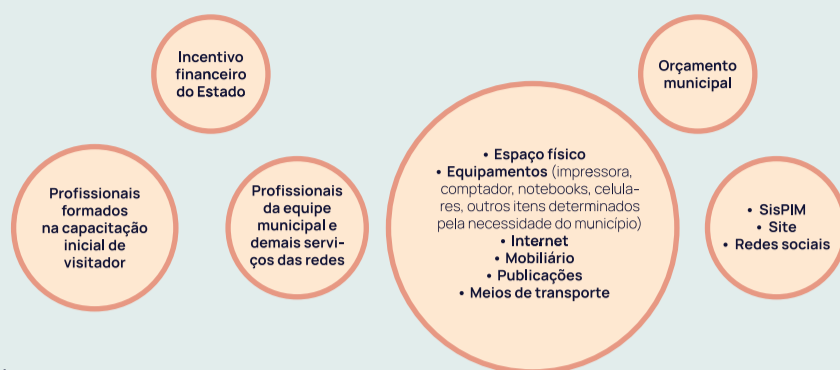 Incentivo
financeiro
do Estado
Orçamento
municipal
Profissionais
formados
na capacitação
inicial de
visitador
Profissionais
da equipe
municipal e
demais servi-
ços das redes
• Espaço físico
• Equipamentos (impressora,
comptador, notebooks, celula-
res, outros itens determinados
pela necessidade do município)
• Internet
• Mobiliário
• Publicações
• Meios de transporte
• SisPIM
• Site
• Redes sociais